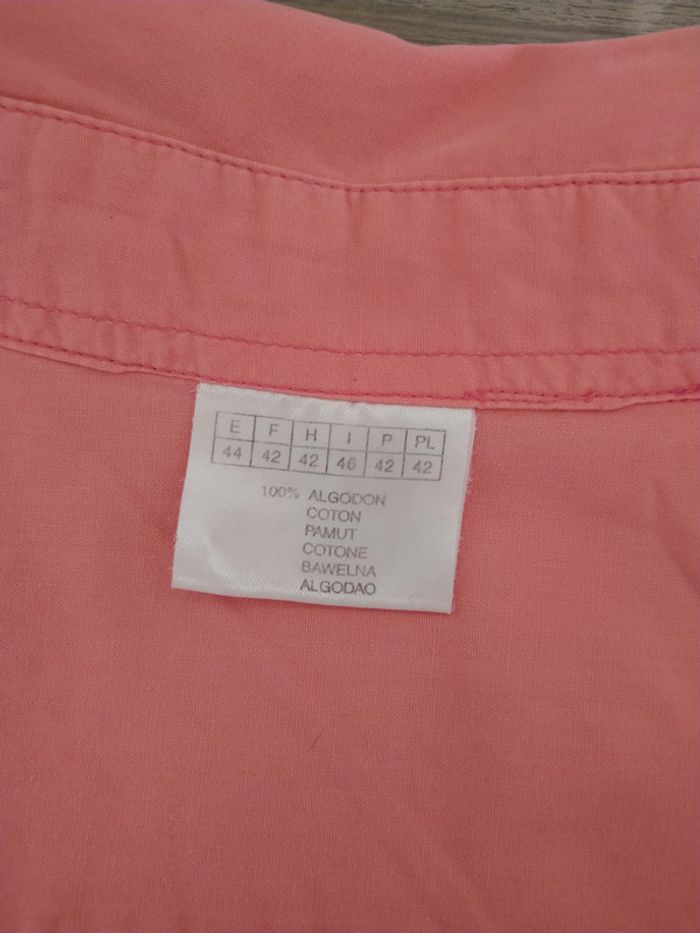 E F H I P PL
44 42 42 46 42 42
100% ALGODON
COTON
PAMUT
COTONE
BAWELNA
ALGODAO